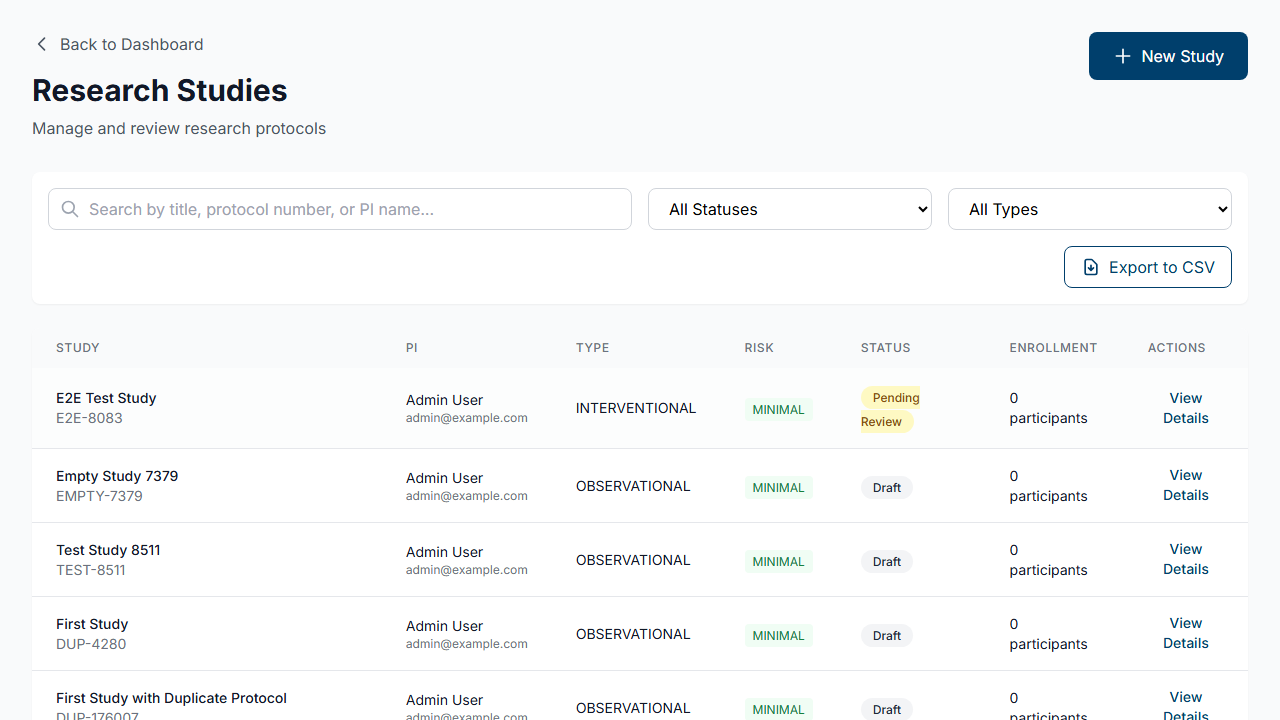 Back to Dashboard
New Study
Research Studies
Manage and review research protocols
Search by title, protocol number, or PI name...
All Statuses
All Types
Export to CSV
STUDY PI TYPE RISK STATUS ENROLLMENT ACTIONS
E2E Test Study
E2E-8083
Admin User
admin@example.com
INTERVENTIONAL
MINIMAL
Pending
Review
0
participants
View
Details
Empty Study 7379
EMPTY-7379
Admin User
admin@example.com
OBSERVATIONAL
MINIMAL
Draft
0
participants
View
Details
Test Study 8511
TEST-8511
Admin User
admin@example.com
OBSERVATIONAL
MINIMAL
Draft
0
participants
View
Details
First Study
DUP-4280
Admin User
admin@example.com
OBSERVATIONAL
MINIMAL
Draft
0
participants
View
Details
First Study with Duplicate Protocol
DUP-176007
Admin User
admin@example.com
OBSERVATIONAL
MINIMAL
Draft
0
participants
View
Details